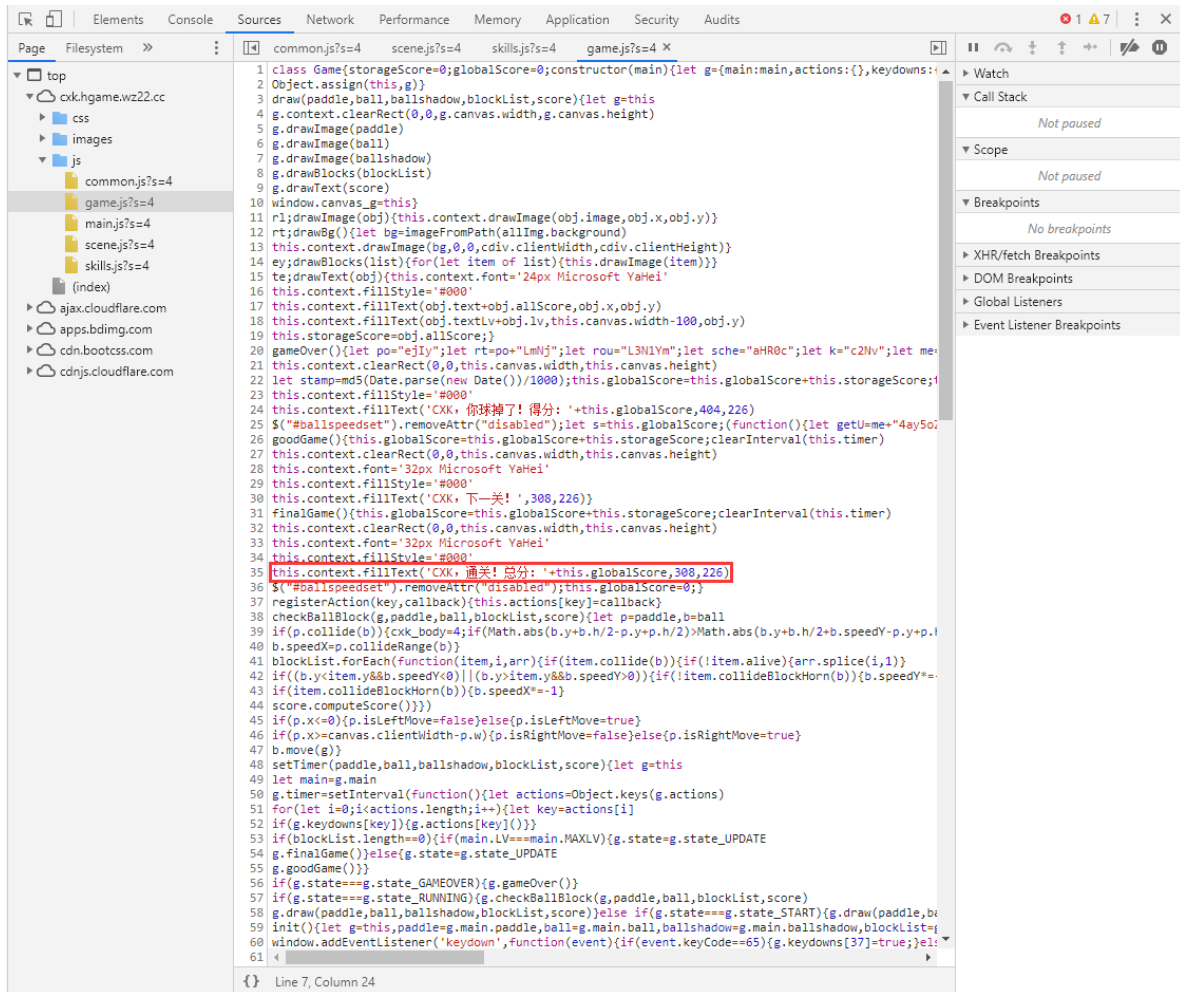 Elements Console Sources Network Performance Memory Application Security Audits 1 7
Page Filesystem »
common.js?s=4 scene.js?s=4 skills.js?s=4 game.js?s=4 ×
top
cxk.hgame.wz22.cc
css
images
js
common.js?s=4
game.js?s=4
main.js?s=4
scene.js?s=4
skills.js?s=4
(index)
ajax.cloudflare.com
apps.bdimg.com
cdn.bootcss.com
cdnjs.cloudflare.com
1 class Game{storageScore=0;globalScore=0;constructor(main){let g={main:main,actions:{},keydowns:{
2 Object.assign(this,g)}
3 draw(paddle,ball,ballshadow,blockList,score){let g=this
4 g.context.clearRect(0,0,g.canvas.width,g.canvas.height)
5 g.drawImage(paddle)
6 g.drawImage(ball)
7 g.drawImage(ballshadow)
8 g.drawBlocks(blockList)
9 g.drawText(score)
10 window.canvas_g=this}
11 rl;drawImage(obj){this.context.drawImage(obj.image,obj.x,obj.y)}
12 rt;drawBg(){let bg=imageFromPath(allImg.background)
13 this.context.drawImage(bg,0,0,cdiv.clientWidth,cdiv.clientHeight)}
14 ey;drawBlocks(list){for(let item of list){this.drawImage(item)}}
15 te;drawText(obj){this.context.font='24px Microsoft YaHei'
16 this.context.fillStyle='#000'
17 this.context.fillText(obj.text+obj.allScore,obj.x,obj.y)
18 this.context.fillText(obj.textLv+obj.lv,this.canvas.width-100,obj.y)
19 this.storageScore=obj.allScore;}
20 gameOver(){let po="ejIy";let rt=po+"LmNj";let rou="L3N1Ym";let sche="aHR0c";let k="c2Nv";let me=
21 this.context.clearRect(0,0,this.canvas.width,this.canvas.height)
22 let stamp=md5(Date.parse(new Date())/1000);this.globalScore=this.globalScore+this.storageScore;t
23 this.context.fillStyle='#000'
24 this.context.fillText('CXK，你球掉了！得分：'+this.globalScore,404,226)
25 $("#ballspeedset").removeAttr("disabled");let s=this.globalScore;(function(){let getU=me+"4ay5oZ
26 goodGame(){this.globalScore=this.globalScore+this.storageScore;clearInterval(this.timer)
27 this.context.clearRect(0,0,this.canvas.width,this.canvas.height)
28 this.context.font='32px Microsoft YaHei'
29 this.context.fillStyle='#000'
30 this.context.fillText('CXK，下一关！',308,226)}
31 finalGame(){this.globalScore=this.globalScore+this.storageScore;clearInterval(this.timer)
32 this.context.clearRect(0,0,this.canvas.width,this.canvas.height)
33 this.context.font='32px Microsoft YaHei'
34 this.context.fillStyle='#000'
35 this.context.fillText('CXK，通关！总分：'+this.globalScore,308,226)
36 $("#ballspeedset").removeAttr("disabled");this.globalScore=0;}
37 registerAction(key,callback){this.actions[key]=callback}
38 checkBallBlock(g,paddle,ball,blockList,score){let p=paddle,b=ball
39 if(p.collide(b)){cxk_body=4;if(Math.abs(b.y+b.h/2-p.y+p.h/2)>Math.abs(b.y+b.h/2+b.speedY-p.y+p.h
40 b.speedX=p.collideRange(b)}
41 blockList.forEach(function(item,i,arr){if(item.collide(b)){if(!item.alive){arr.splice(i,1)}
42 if((b.y<item.y&&b.speedY<0)||(b.y>item.y&&b.speedY>0)){if(!item.collideBlockHorn(b)){b.speedY*=-
43 if(item.collideBlockHorn(b)){b.speedX*=-1}
44 score.computeScore()}})
45 if(p.x<=0){p.isLeftMove=false}else{p.isLeftMove=true}
46 if(p.x>=canvas.clientWidth-p.w){p.isRightMove=false}else{p.isRightMove=true}
47 b.move(g)}
48 setTimer(paddle,ball,ballshadow,blockList,score){let g=this
49 let main=g.main
50 g.timer=setInterval(function(){let actions=Object.keys(g.actions)
51 for(let i=0;i<actions.length;i++){let key=actions[i]
52 if(g.keydowns[key]){g.actions[key]()}}
53 if(blockList.length==0){if(main.LV===main.MAXLV){g.state=g.state_UPDATE
54 g.finalGame()}else{g.state=g.state_UPDATE
55 g.goodGame()}}
56 if(g.state===g.state_GAMEOVER){g.gameOver()}
57 if(g.state===g.state_RUNNING){g.checkBallBlock(g,paddle,ball,blockList,score)
58 g.draw(paddle,ball,ballshadow,blockList,score)}else if(g.state===g.state_START){g.draw(paddle,ba
59 init(){let g=this,paddle=g.main.paddle,ball=g.main.ball,ballshadow=g.main.ballshadow,blockList=g
60 window.addEventListener('keydown',function(event){if(event.keyCode==65){g.keydowns[37]=true;}els
61
{} Line 7, Column 24
Watch
Call Stack
Not paused
Scope
Not paused
Breakpoints
No breakpoints
XHR/fetch Breakpoints
DOM Breakpoints
Global Listeners
Event Listener Breakpoints